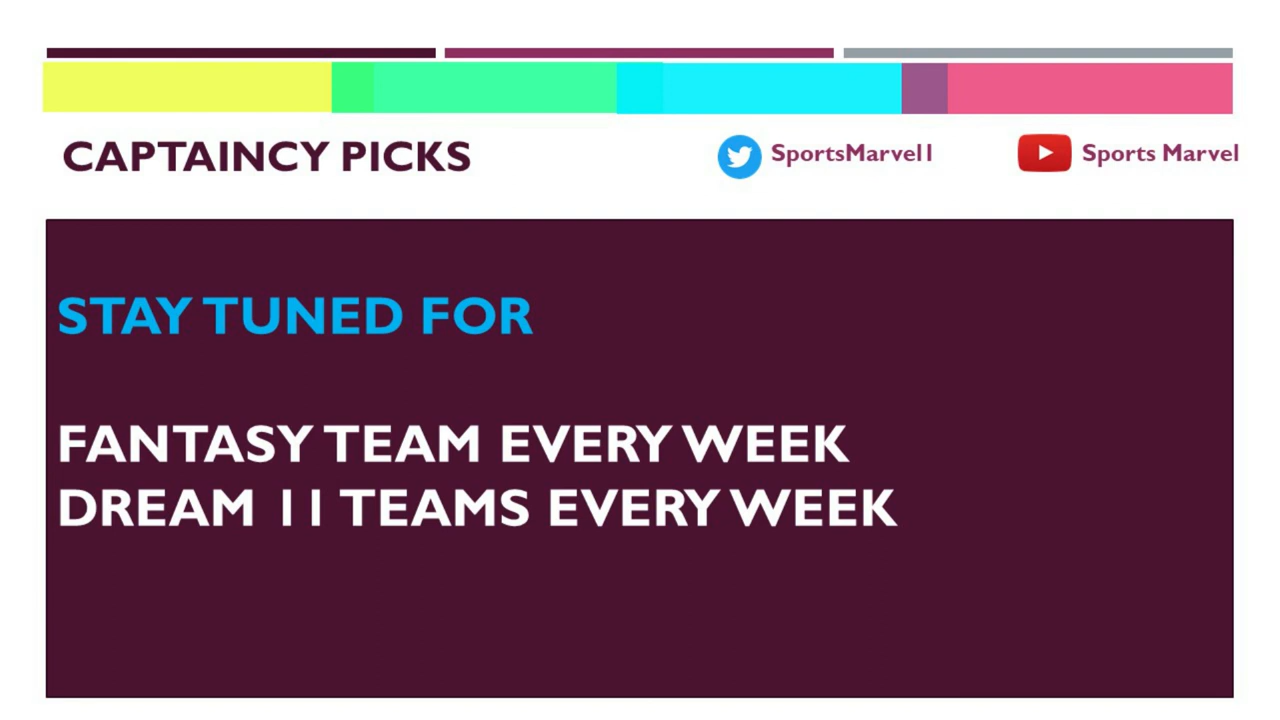 CAPTAINCY PICKS
SportsMarvel1
Sports Marvel
STAY TUNED FOR
FANTASY TEAM EVERY WEEK
DREAM 11 TEAMS EVERY WEEK